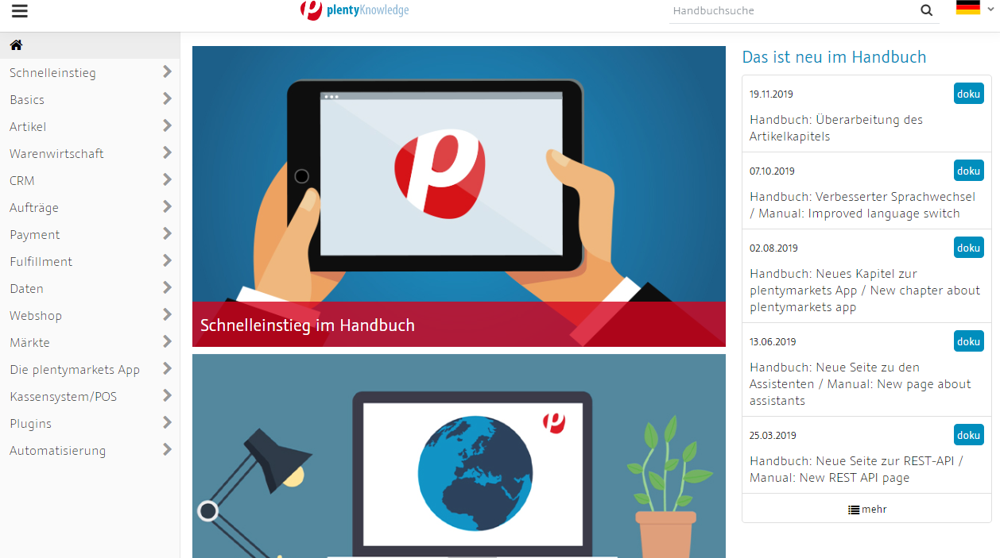 plentyKnowledge
Handbuchsuche
Schnelleinstieg
Basics
Artikel
Warenwirtschaft
CRM
Aufträge
Payment
Fulfillment
Daten
Webshop
Märkte
Die plentymarkets App
Kassensystem/POS
Plugins
Automatisierung
Schnelleinstieg im Handbuch
Das ist neu im Handbuch
19.11.2019 doku
Handbuch: Überarbeitung des
Artikelkapitels
07.10.2019 doku
Handbuch: Verbesserter Sprachwechsel
/ Manual: Improved language switch
02.08.2019 doku
Handbuch: Neues Kapitel zur
plentymarkets App / New chapter about
plentymarkets app
13.06.2019 doku
Handbuch: Neue Seite zu den
Assistenten / Manual: New page about
assistants
25.03.2019 doku
Handbuch: Neue Seite zur REST-API /
Manual: New REST API page
mehr